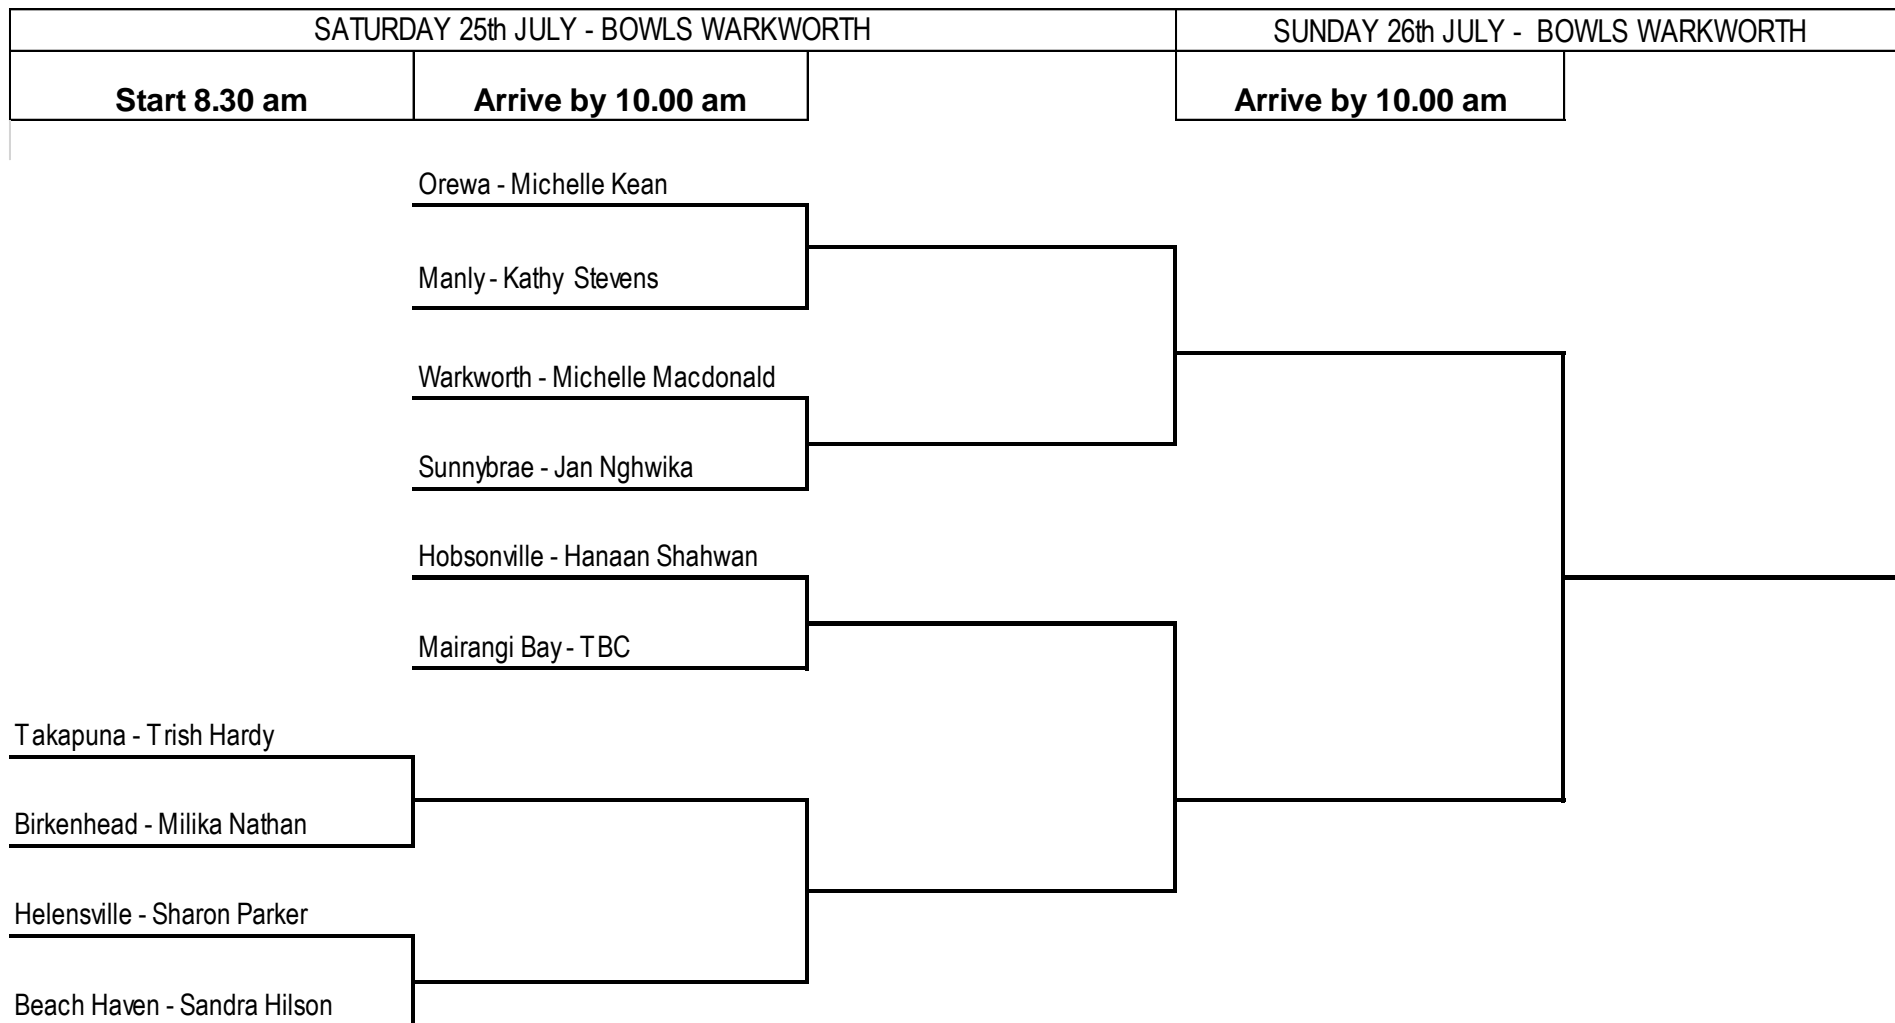 SATURDAY 25th JULY - BOWLS WARKWORTH
SUNDAY 26th JULY - BOWLS WARKWORTH
Start 8.30 am
Arrive by 10.00 am
Arrive by 10.00 am
Orewa - Michelle Kean
Manly - Kathy Stevens
Warkworth - Michelle Macdonald
Sunnybrae - Jan Nghwika
Hobsonville - Hanaan Shahwan
Mairangi Bay - TBC
Takapuna - Trish Hardy
Birkenhead - Milika Nathan
Helensville - Sharon Parker
Beach Haven - Sandra Hilson